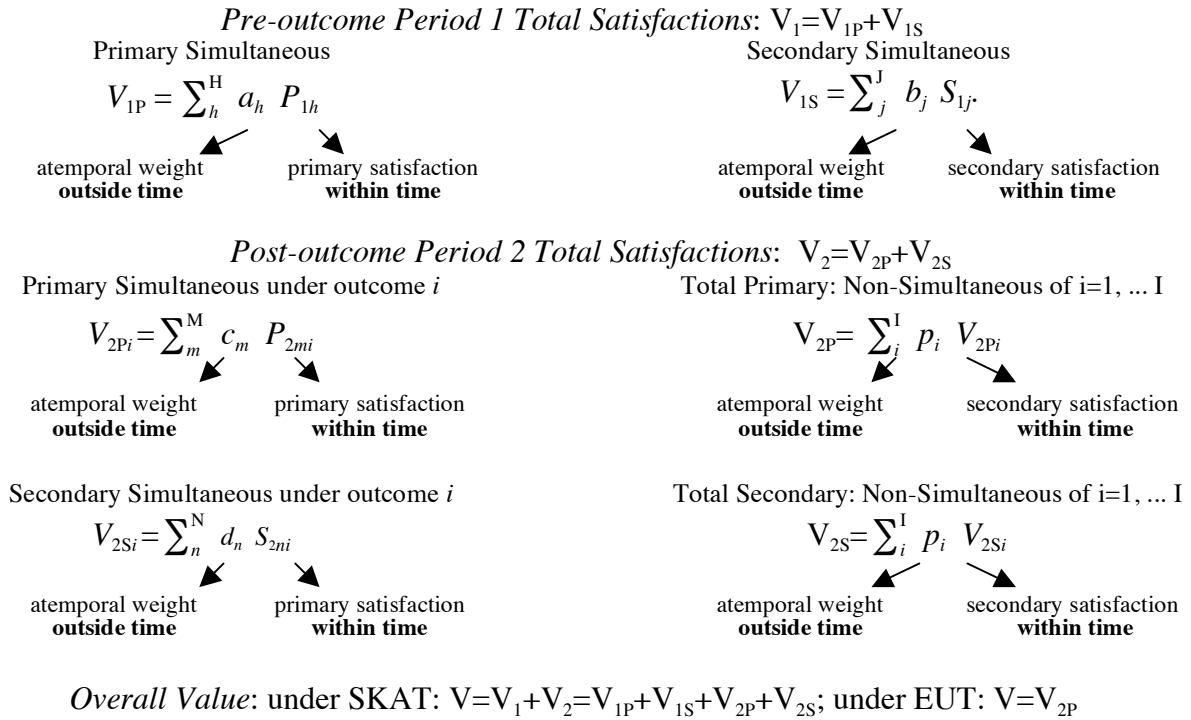 Pre-outcome Period 1 Total Satisfactions: V₁=V₁P+V₁S
Primary Simultaneous Secondary Simultaneous
V₁P = ∑ₕᴴ aₕ P₁ₕ V₁S = ∑ⱼᴶ bⱼ S₁ⱼ.
atemporal weight primary satisfaction atemporal weight secondary satisfaction
outside time within time outside time within time
Post-outcome Period 2 Total Satisfactions: V₂=V₂P+V₂S
Primary Simultaneous under outcome i Total Primary: Non-Simultaneous of i=1, ... I
V₂Pi = ∑ₘᴹ cₘ P₂ₘᵢ V₂P= ∑ᵢᴵ pᵢ V₂Pi
atemporal weight primary satisfaction atemporal weight secondary satisfaction
outside time within time outside time within time
Secondary Simultaneous under outcome i Total Secondary: Non-Simultaneous of i=1, ... I
V₂Si = ∑ₙᴺ dₙ S₂ₙᵢ V₂S= ∑ᵢᴵ pᵢ V₂Si
atemporal weight primary satisfaction atemporal weight secondary satisfaction
outside time within time outside time within time
Overall Value: under SKAT: V=V₁+V₂=V₁P+V₁S+V₂P+V₂S; under EUT: V=V₂P